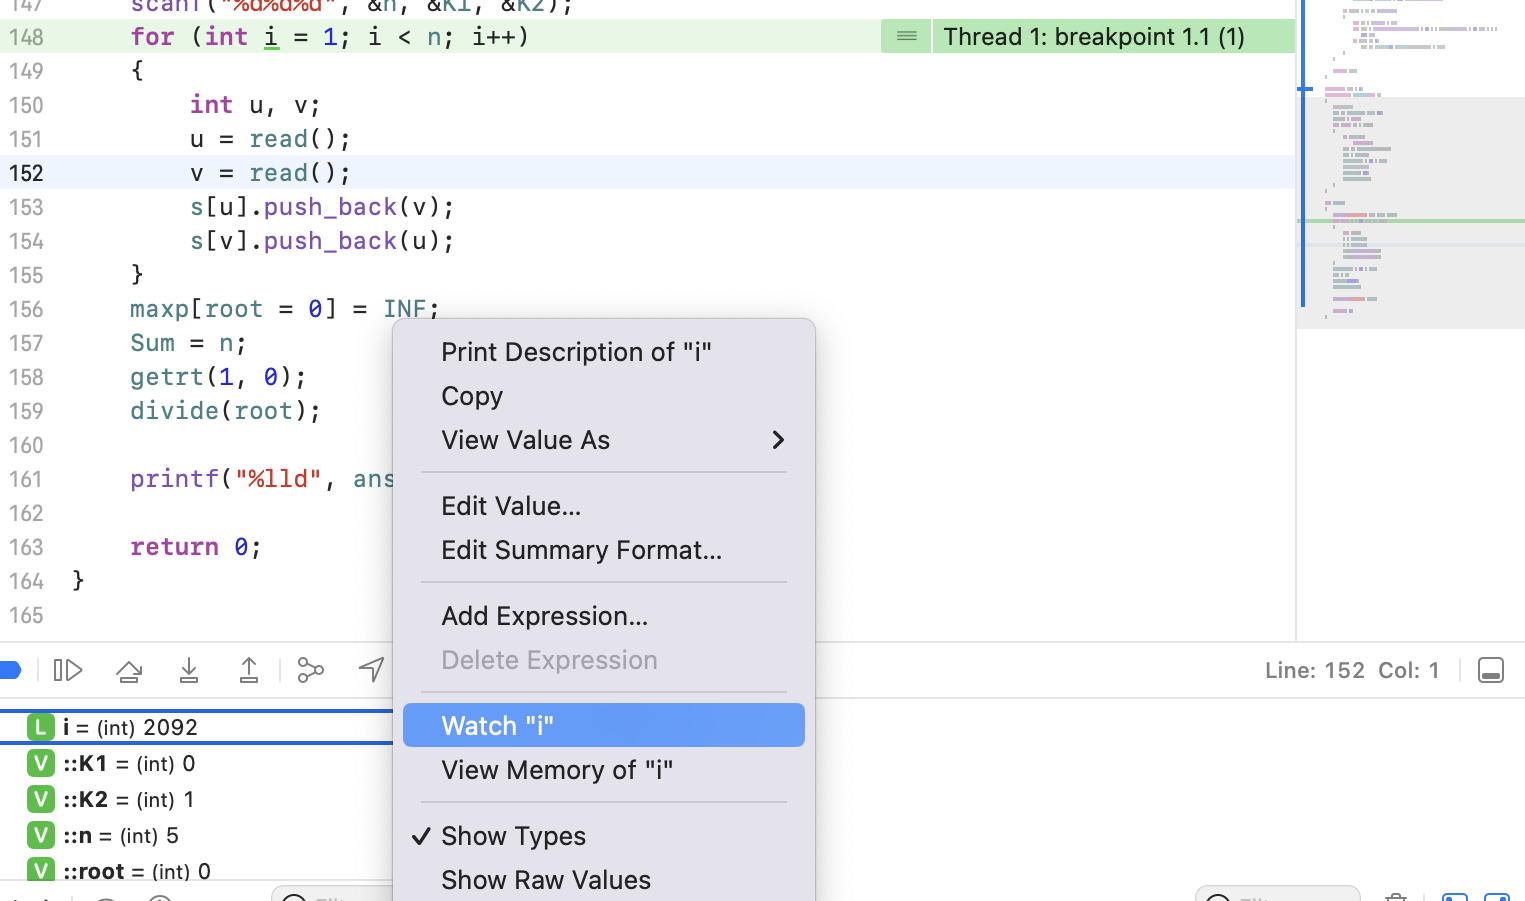 147 scanf("%d%d%d", &n, &K1, &K2);
148 for (int i = 1; i < n; i++) Thread 1: breakpoint 1.1 (1)
149 {
150 int u, v;
151 u = read();
152 v = read();
153 s[u].push_back(v);
154 s[v].push_back(u);
155 }
156 maxp[root = 0] = INF;
157 Sum = n;
158 getrt(1, 0);
159 divide(root);
160
161 printf("%lld", ans
162
163 return 0;
164 }
165
Print Description of "i"
Copy
View Value As
Edit Value...
Edit Summary Format...
Add Expression...
Delete Expression
Watch "i"
View Memory of "i"
Show Types
Show Raw Values
Line: 152 Col: 1
L i = (int) 2092
V ::K1 = (int) 0
V ::K2 = (int) 1
V ::n = (int) 5
V ::root = (int) 0